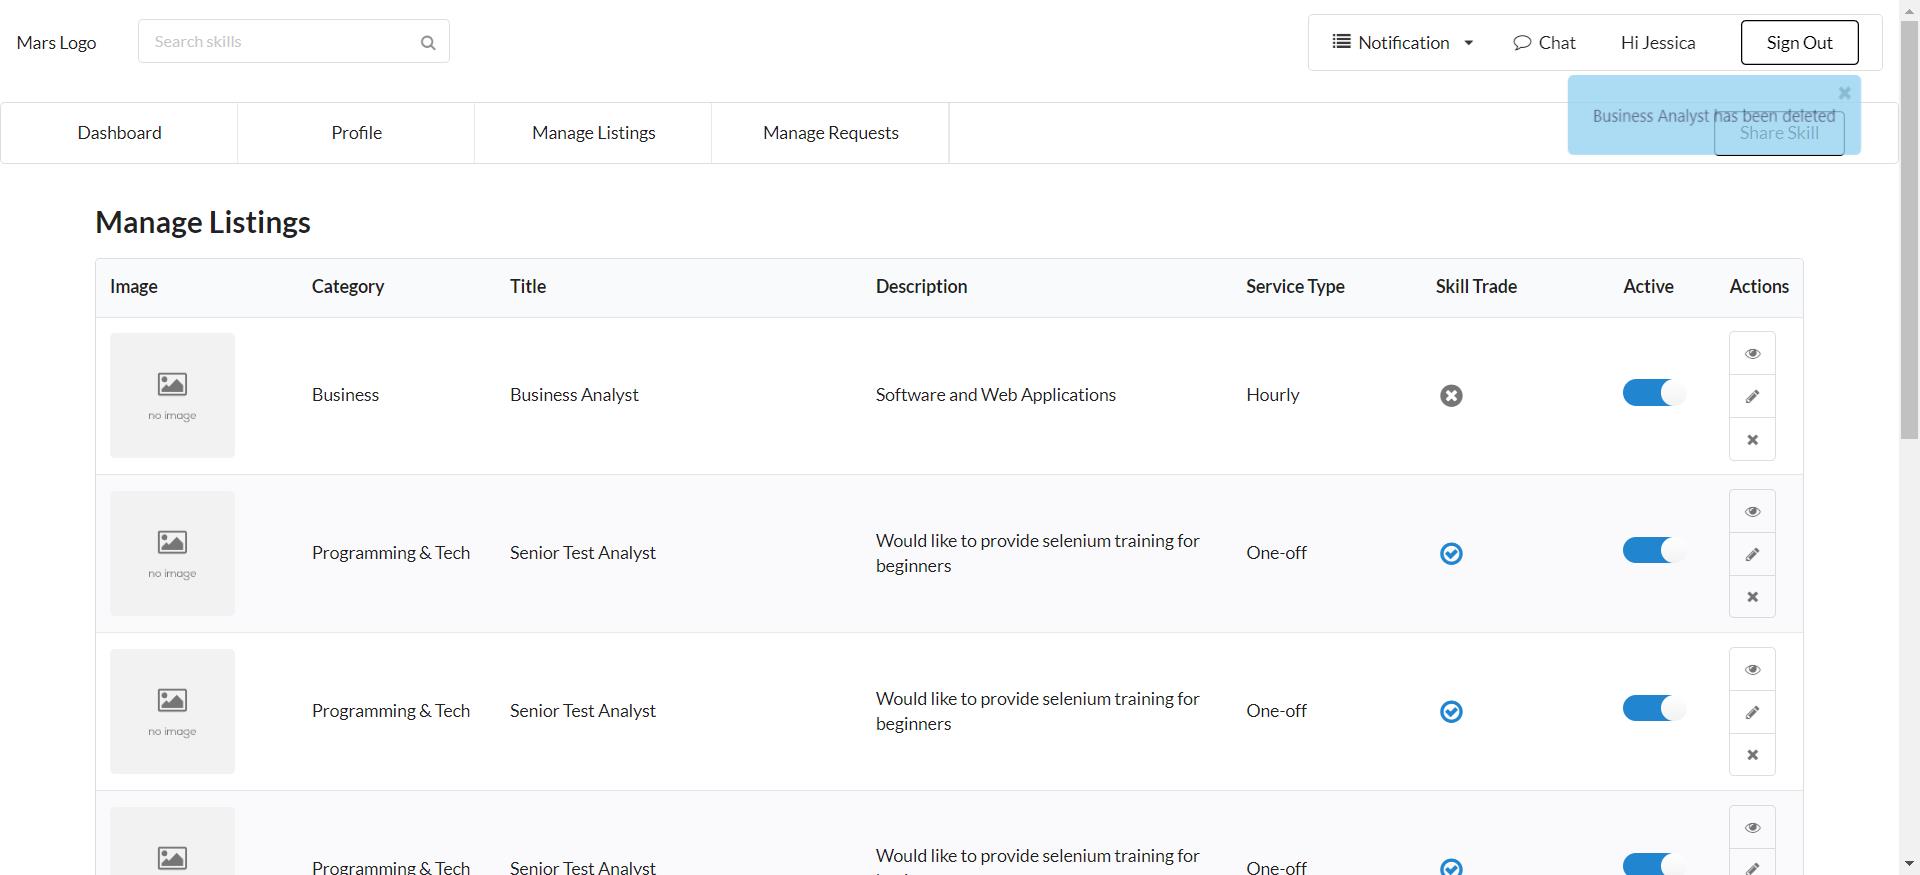 Mars Logo
Search skills
Notification
Chat
Hi Jessica
Sign Out
Business Analyst has been deleted
Dashboard
Profile
Manage Listings
Manage Requests
Share Skill
Manage Listings
Image Category Title Description Service Type Skill Trade Active Actions
no image
Business Business Analyst Software and Web Applications Hourly
no image
Programming & Tech Senior Test Analyst Would like to provide selenium training for
beginners
One-off
no image
Programming & Tech Senior Test Analyst Would like to provide selenium training for
beginners
One-off
Programming & Tech Senior Test Analyst Would like to provide selenium training for
One-off